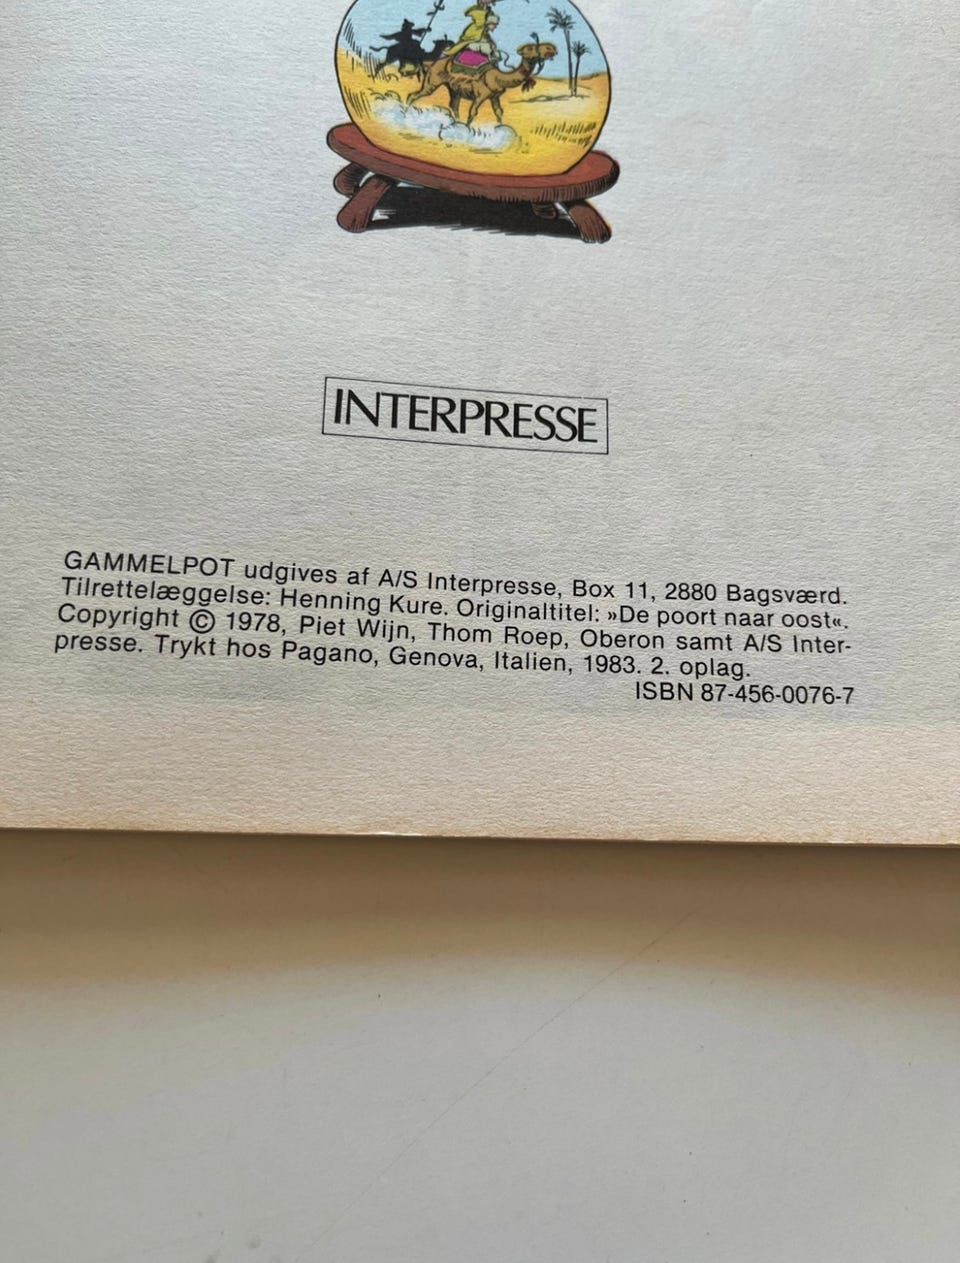 INTERPRESSE
GAMMELPOT udgives af A/S Interpresse, Box 11, 2880 Bagsværd.
Tilrettelæggelse: Henning Kure. Originaltitel: »De poort naar oost«.
Copyright © 1978, Piet Wijn, Thom Roep, Oberon samt A/S Inter-
presse. Trykt hos Pagano, Genova, Italien, 1983. 2. oplag.
ISBN 87-456-0076-7